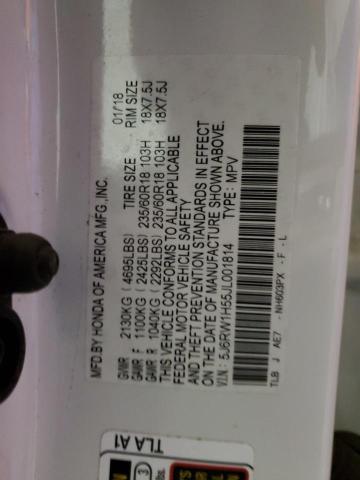 MFD.BY HONDA OF AMERICA MFG.,INC. 01/18
TIRE SIZE RIM SIZE
GVWR 2130KG (4695LBS)
GAWR F 1100KG (2425LBS) 235/60R18 103H 18X7.5J
GAWR R 1040KG (2292LBS) 235/60R18 103H 18X7.5J
THIS VEHICLE CONFORMS TO ALL APPLICABLE
FEDERAL MOTOR VEHICLE SAFETY
AND THEFT PREVENTION STANDARDS IN EFFECT
ON THE DATE OF MANUFACTURE SHOWN ABOVE.
V.I.N.: 5J6RW1H55JL001814 TYPE: MPV
TLB J AE7 - NH603PX - F - L
TLA A1
3